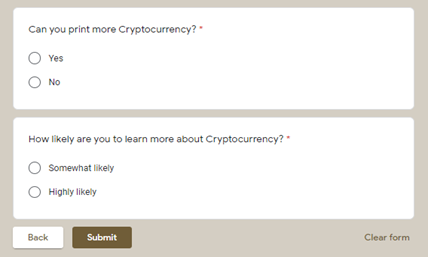 Can you print more Cryptocurrency? *
Yes
No
How likely are you to learn more about Cryptocurrency? *
Somewhat likely
Highly likely
Back
Submit
Clear form